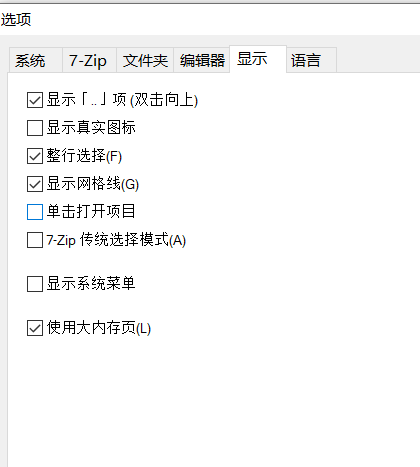 选项
系统 7-Zip 文件夹 编辑器 显示 语言
显示「..」项 (双击向上)
显示真实图标
整行选择(F)
显示网格线(G)
单击打开项目
7-Zip 传统选择模式(A)
显示系统菜单
使用大内存页(L)